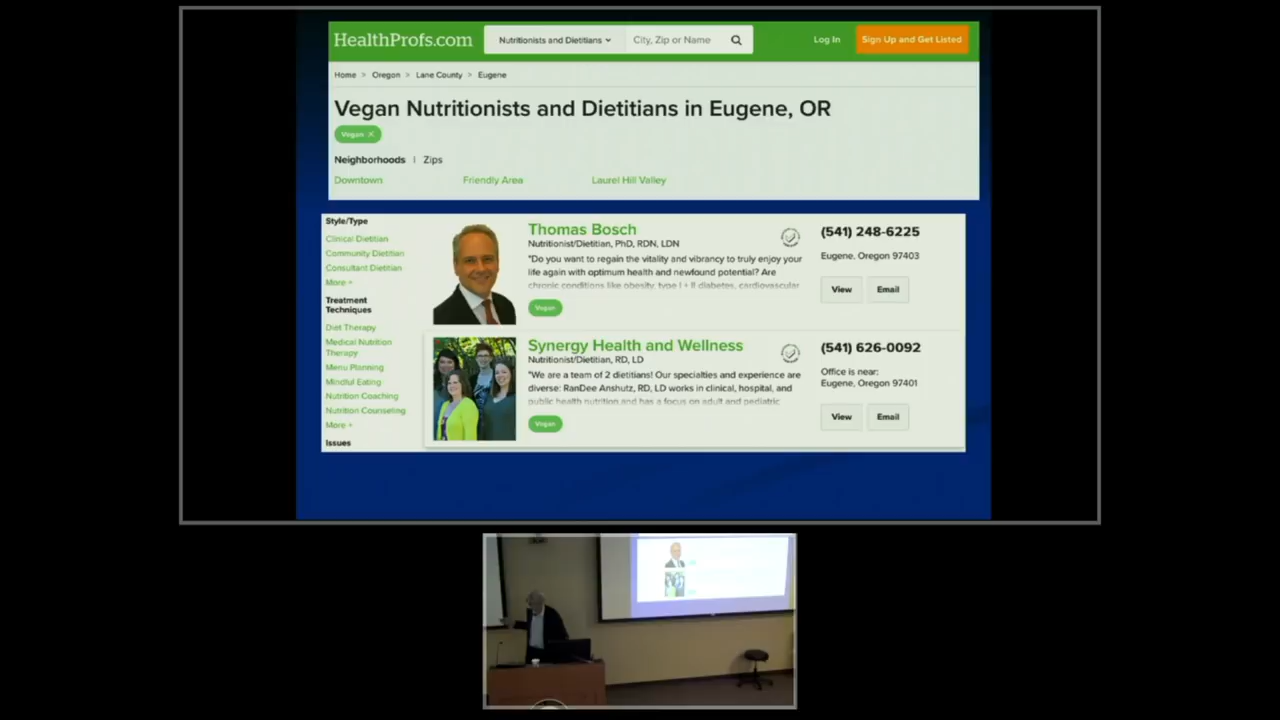 HealthProfs.com
Nutritionists and Dietitians
City, Zip or Name
Log In
Sign Up and Get Listed
Home > Oregon > Lane County > Eugene
Vegan Nutritionists and Dietitians in Eugene, OR
Vegan X
Neighborhoods | Zips
Downtown
Friendly Area
Laurel Hill Valley
Style/Type
Clinical Dietitian
Community Dietitian
Consultant Dietitian
More +
Treatment
Techniques
Diet Therapy
Medical Nutrition
Therapy
Menu Planning
Mindful Eating
Nutrition Coaching
Nutrition Counseling
More +
Issues
Thomas Bosch
Nutritionist/Dietitian, PhD, RDN, LDN
"Do you want to regain the vitality and vibrancy to truly enjoy your
life again with optimum health and newfound potential? Are
chronic conditions like obesity, type I + II diabetes, cardiovascular
Vegan
(541) 248-6225
Eugene, Oregon 97403
View
Email
Synergy Health and Wellness
Nutritionist/Dietitian, RD, LD
"We are a team of 2 dietitians! Our specialties and experience are
diverse: RanDee Anshutz, RD, LD works in clinical, hospital, and
public health nutrition and has a focus on adult and pediatric
Vegan
(541) 626-0092
Office is near:
Eugene, Oregon 97401
View
Email